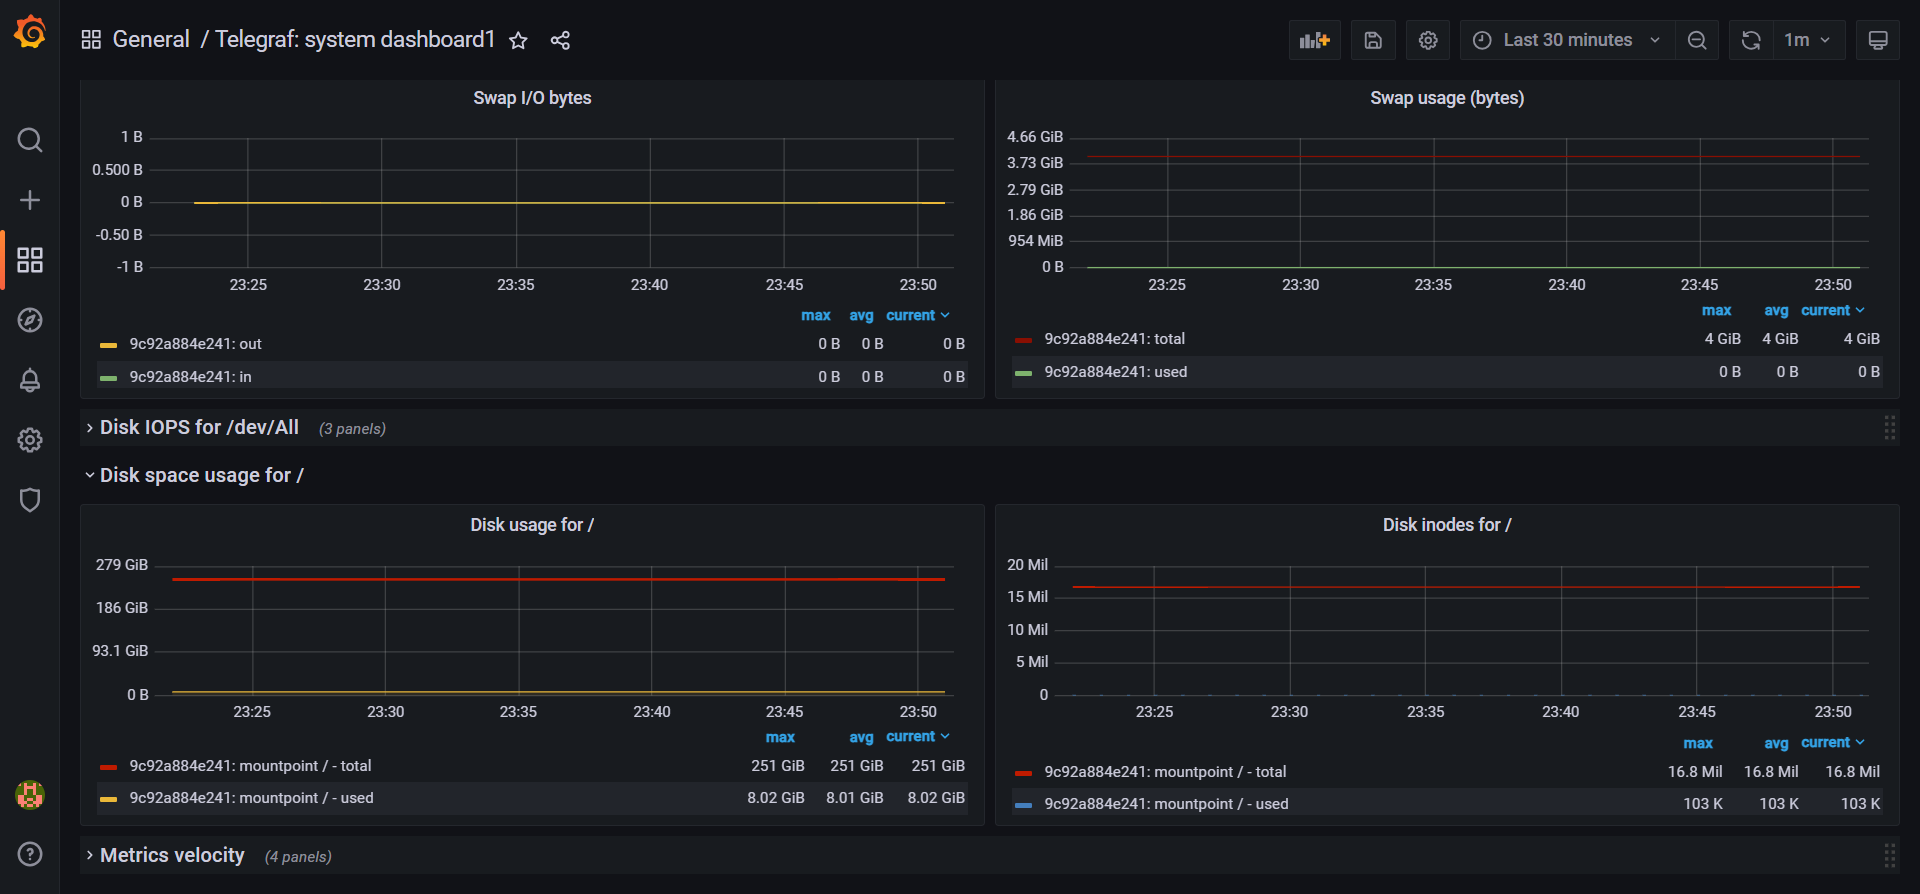 General / Telegraf: system dashboard1
Last 30 minutes
1m
Swap I/O bytes
1 B
0.500 B
0 B
-0.50 B
-1 B
23:25 23:30 23:35 23:40 23:45 23:50
max avg current
9c92a884e241: out 0 B 0 B 0 B
9c92a884e241: in 0 B 0 B 0 B
Swap usage (bytes)
4.66 GiB
3.73 GiB
2.79 GiB
1.86 GiB
954 MiB
0 B
23:25 23:30 23:35 23:40 23:45 23:50
max avg current
9c92a884e241: total 4 GiB 4 GiB 4 GiB
9c92a884e241: used 0 B 0 B 0 B
Disk IOPS for /dev/All (3 panels)
Disk space usage for /
Disk usage for /
279 GiB
186 GiB
93.1 GiB
0 B
23:25 23:30 23:35 23:40 23:45 23:50
max avg current
9c92a884e241: mountpoint / - total 251 GiB 251 GiB 251 GiB
9c92a884e241: mountpoint / - used 8.02 GiB 8.01 GiB 8.02 GiB
Disk inodes for /
20 Mil
15 Mil
10 Mil
5 Mil
0
23:25 23:30 23:35 23:40 23:45 23:50
max avg current
9c92a884e241: mountpoint / - total 16.8 Mil 16.8 Mil 16.8 Mil
9c92a884e241: mountpoint / - used 103 K 103 K 103 K
Metrics velocity (4 panels)